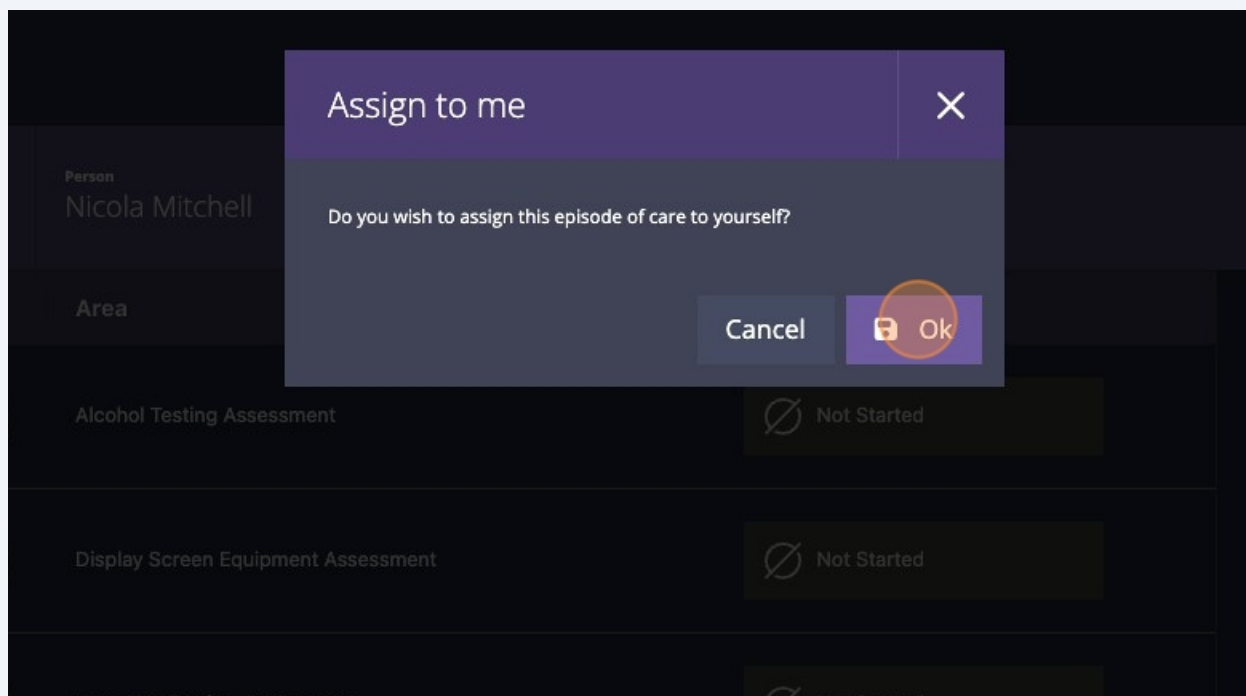 Assign to me
Person
Nicola Mitchell
Do you wish to assign this episode of care to yourself?
Area
Cancel
Ok
Alcohol Testing Assessment
Not Started
Display Screen Equipment Assessment
Not Started